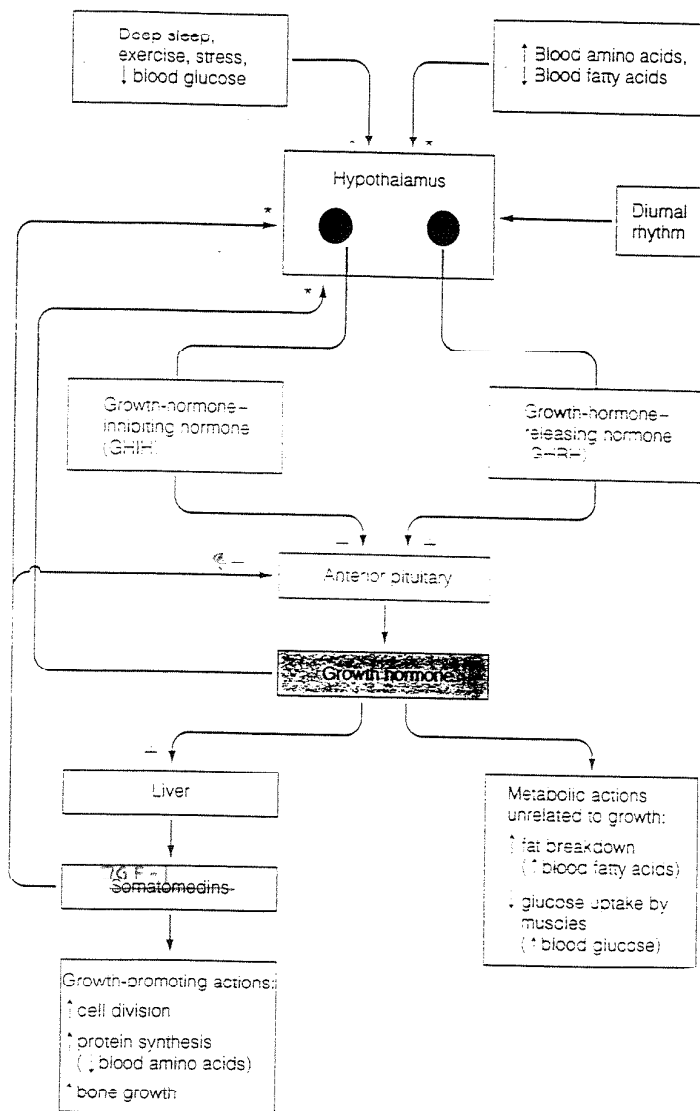 Deep sleep,
exercise, stress,
↓ blood glucose
↑ Blood amino acids,
↓ Blood fatty acids
Hypothalamus
*
*
*
Diurnal
rhythm
Growth-hormone–
inhibiting hormone
(GHIH)
Growth-hormone–
releasing hormone
(GHRH)
–
–
–
Anterior pituitary
Growth hormone
Liver
Somatomedins
Metabolic actions
unrelated to growth:
↑ fat breakdown
(↑ blood fatty acids)
↓ glucose uptake by
muscles
(↑ blood glucose)
Growth-promoting actions:
↑ cell division
↑ protein synthesis
(↓ blood amino acids)
↑ bone growth